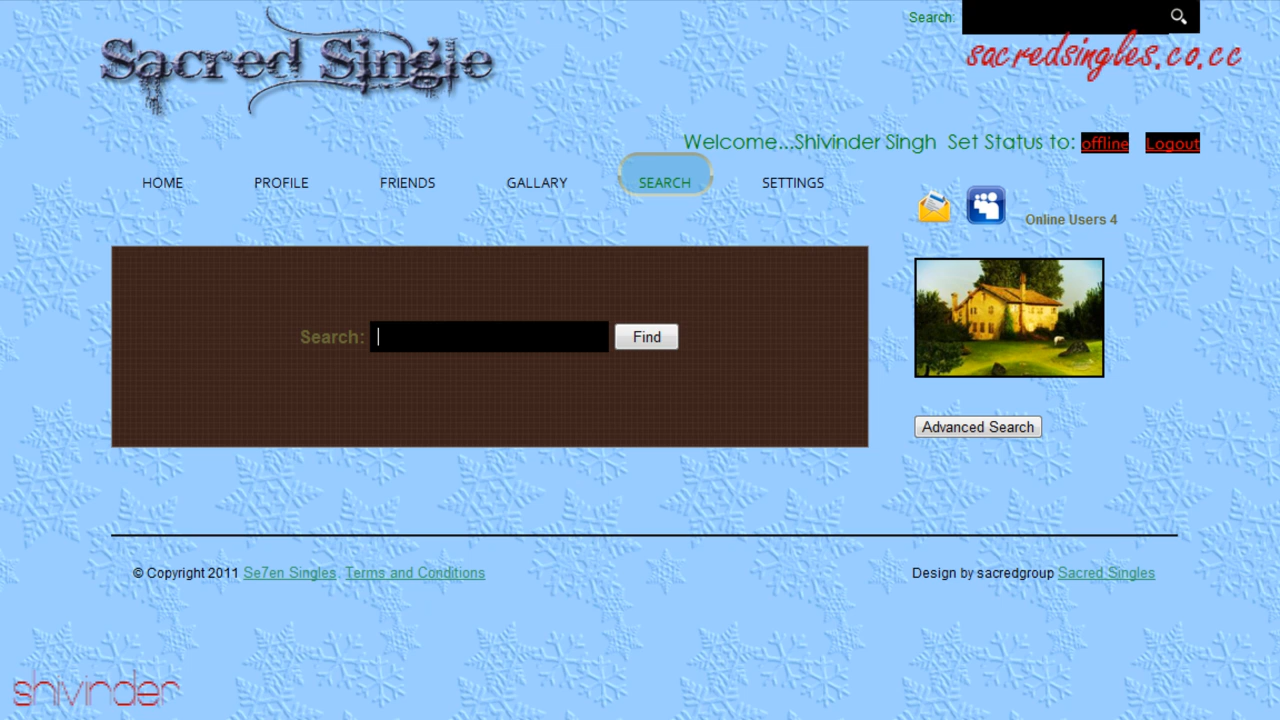 Sacred Single
Search:
sacredsingles.co.cc
Welcome...Shivinder Singh Set Status to: offline Logout
HOME PROFILE FRIENDS GALLARY SEARCH SETTINGS
Online Users 4
Search: Find
Advanced Search
© Copyright 2011 Se7en Singles. Terms and Conditions
Design by sacredgroup Sacred Singles
shivinder